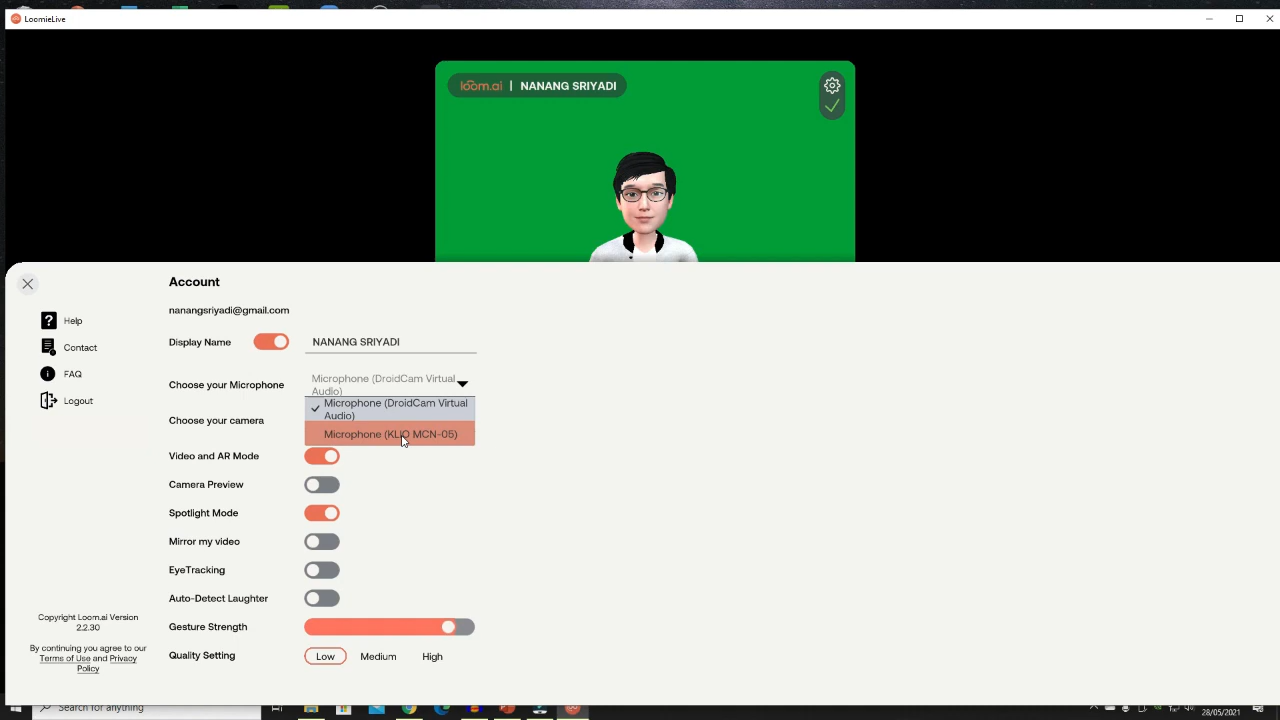 LoomieLive
loom.ai | NANANG SRIYADI
Account
nanangsriyadi@gmail.com
Help
Contact
FAQ
Logout
Display Name
NANANG SRIYADI
Choose your Microphone
Microphone (DroidCam Virtual
Audio)
Microphone (DroidCam Virtual
Audio)
Microphone (KLIO MCN-05)
Choose your camera
Video and AR Mode
Camera Preview
Spotlight Mode
Mirror my video
EyeTracking
Auto-Detect Laughter
Gesture Strength
Quality Setting
Low
Medium
High
Copyright Loom.ai Version
2.2.30
By continuing you agree to our
Terms of Use and Privacy
Policy
Search for anything
28/05/2021